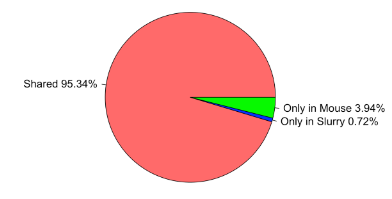 Shared 95.34%
Only in Mouse 3.94%
Only in Slurry 0.72%